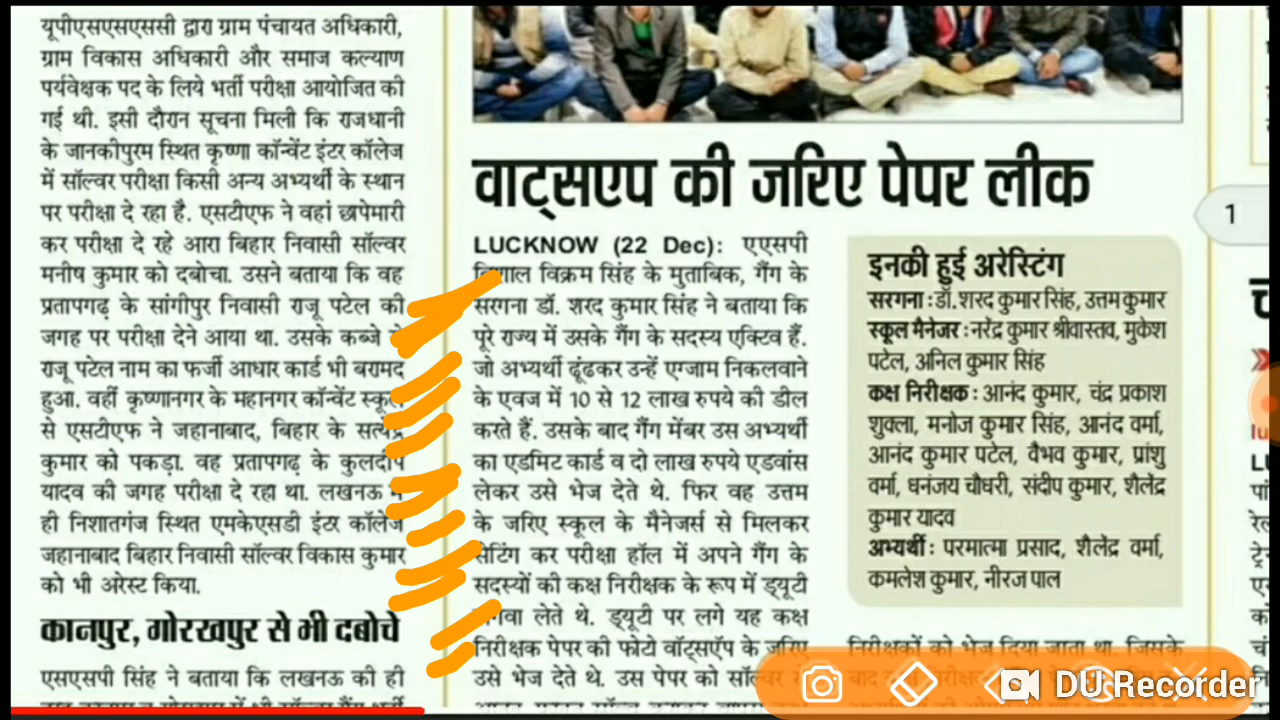 यूपीएसएसएससी द्वारा ग्राम पंचायत अधिकारी,
ग्राम विकास अधिकारी और समाज कल्याण
पर्यवेक्षक पद के लिये भर्ती परीक्षा आयोजित की
गई थी. इसी दौरान सूचना मिली कि राजधानी
के जानकीपुरम स्थित कृष्णा कॉन्वेंट इंटर कॉलेज
में सॉल्वर परीक्षा किसी अन्य अभ्यर्थी के स्थान
पर परीक्षा दे रहा है. एसटीएफ ने वहां छापेमारी
कर परीक्षा दे रहे आरा बिहार निवासी सॉल्वर
मनीष कुमार को दबोचा. उसने बताया कि वह
प्रतापगढ़ के सांगीपुर निवासी राजू पटेल की
जगह पर परीक्षा देने आया था. उसके कब्जे से
राजू पटेल नाम का फर्जी आधार कार्ड भी बरामद
हुआ. वहीं कृष्णानगर के महानगर कॉन्वेंट स्कूल
से एसटीएफ ने जहानाबाद, बिहार के सत्येंद्र
कुमार को पकड़ा. वह प्रतापगढ़ के कुलदीप
यादव की जगह परीक्षा दे रहा था. लखनऊ में
ही निशातगंज स्थित एमकेएसडी इंटर कॉलेज
जहानाबाद बिहार निवासी सॉल्वर विकास कुमार
को भी अरेस्ट किया.
कानपुर, गोरखपुर से भी दबोचे
एसएसपी सिंह ने बताया कि लखनऊ की ही
वाट्सएप की जरिए पेपर लीक
LUCKNOW (22 Dec): एएसपी
विशाल विक्रम सिंह के मुताबिक, गैंग के
सरगना डॉ. शरद कुमार सिंह ने बताया कि
पूरे राज्य में उसके गैंग के सदस्य एक्टिव हैं.
जो अभ्यर्थी ढूंढकर उन्हें एग्जाम निकलवाने
के एवज में 10 से 12 लाख रुपये की डील
करते हैं. उसके बाद गैंग मेंबर उस अभ्यर्थी
का एडमिट कार्ड व दो लाख रुपये एडवांस
लेकर उसे भेज देते थे. फिर वह उत्तम
के जरिए स्कूल के मैनेजर्स से मिलकर
सेटिंग कर परीक्षा हॉल में अपने गैंग के
सदस्यों की कक्ष निरीक्षक के रूप में ड्यूटी
लगवा लेते थे. ड्यूटी पर लगे यह कक्ष
निरीक्षक पेपर की फोटो वॉट्सऍप के जरिए
उसे भेज देते थे. उस पेपर को सॉल्वर से
इनकी हुई अरेस्टिंग
सरगना : डॉ. शरद कुमार सिंह, उत्तम कुमार
स्कूल मैनेजर : नरेंद्र कुमार श्रीवास्तव, मुकेश
पटेल, अनिल कुमार सिंह
कक्ष निरीक्षक : आनंद कुमार, चंद्र प्रकाश
शुक्ला, मनोज कुमार सिंह, आनंद वर्मा,
आनंद कुमार पटेल, वैभव कुमार, प्रांशु
वर्मा, धनंजय चौधरी, संदीप कुमार, शैलेंद्र
कुमार यादव
अभ्यर्थी : परमात्मा प्रसाद, शैलेंद्र वर्मा,
कमलेश कुमार, नीरज पाल
निरीक्षकों को भेज दिया जाता था. जिसके
1
DU Recorder